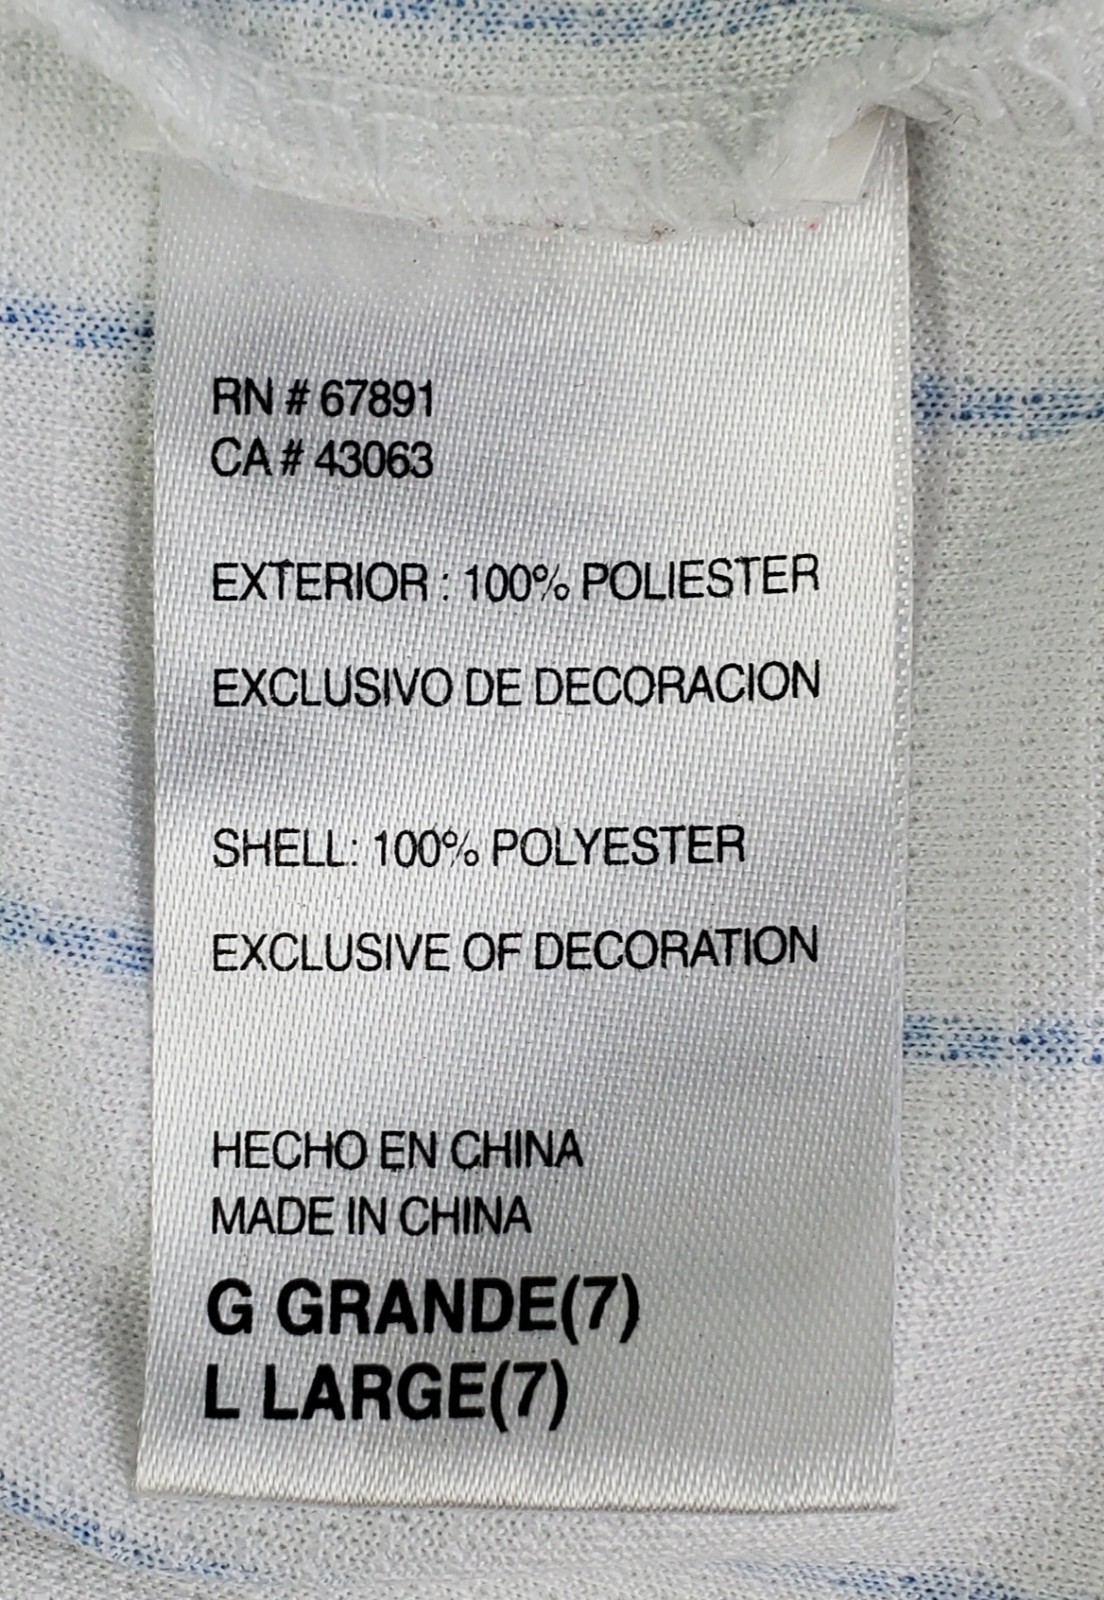 RN # 67891
CA # 43063
EXTERIOR : 100% POLIESTER
EXCLUSIVO DE DECORACION
SHELL: 100% POLYESTER
EXCLUSIVE OF DECORATION
HECHO EN CHINA
MADE IN CHINA
G GRANDE(7)
L LARGE(7)